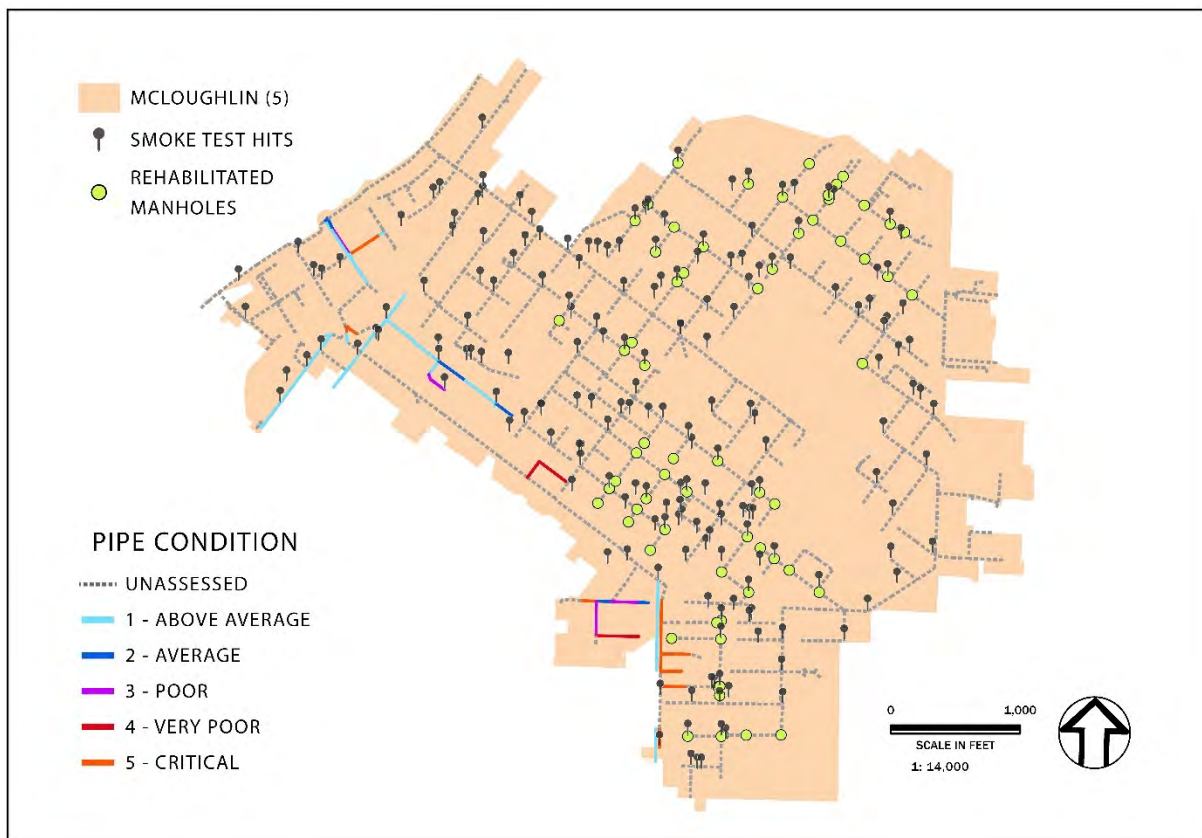 MCLOUGHLIN (5)
SMOKE TEST HITS
REHABILITATED
MANHOLES
PIPE CONDITION
UNASSESSED
1 - ABOVE AVERAGE
2 - AVERAGE
3 - POOR
4 - VERY POOR
5 - CRITICAL
0 1,000
SCALE IN FEET
1: 14,000